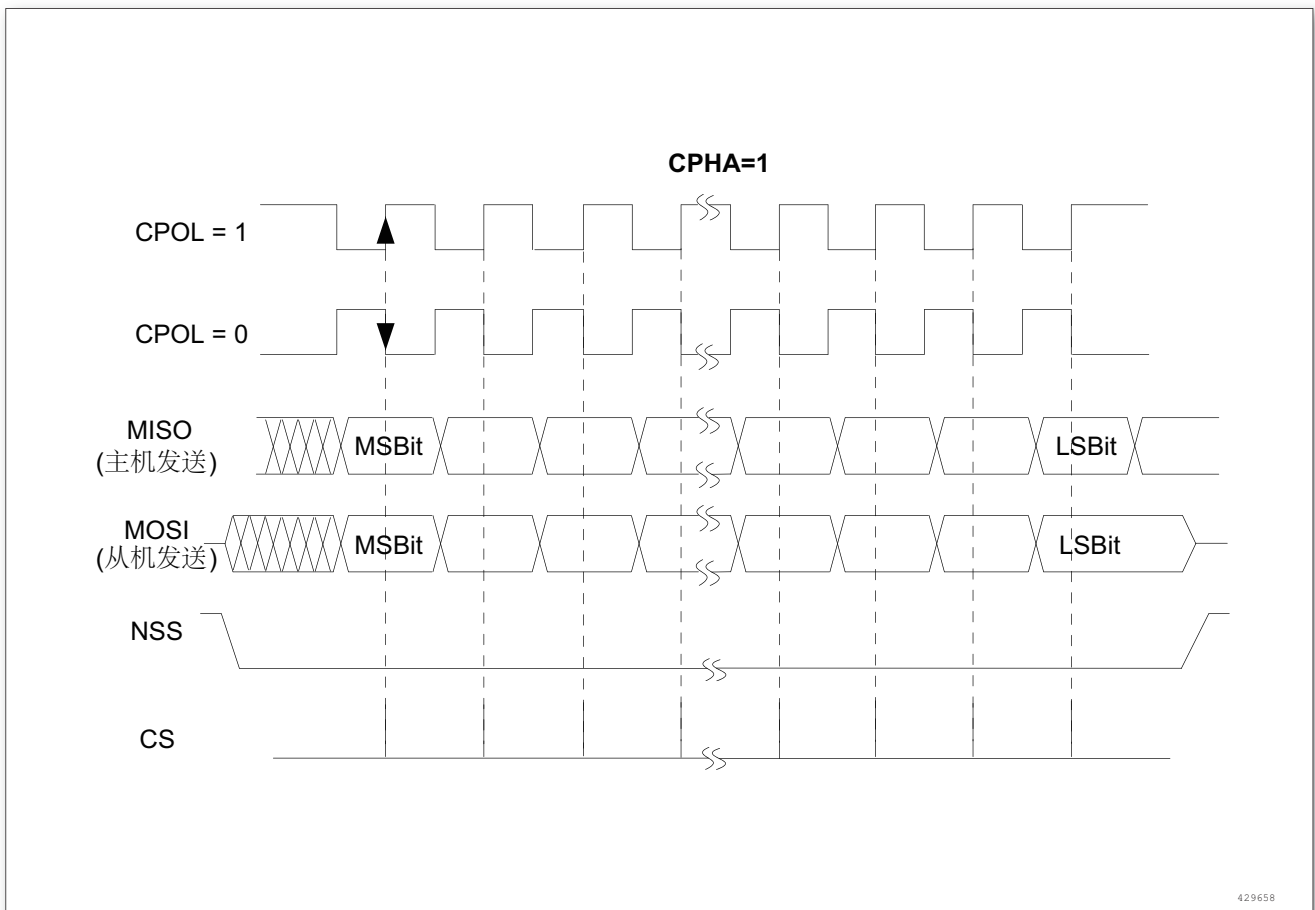 CPHA=1
CPOL = 1
CPOL = 0
MISO
(主机发送)
MSBit
LSBit
MOSI
(从机发送)
MSBit
LSBit
NSS
CS
429658